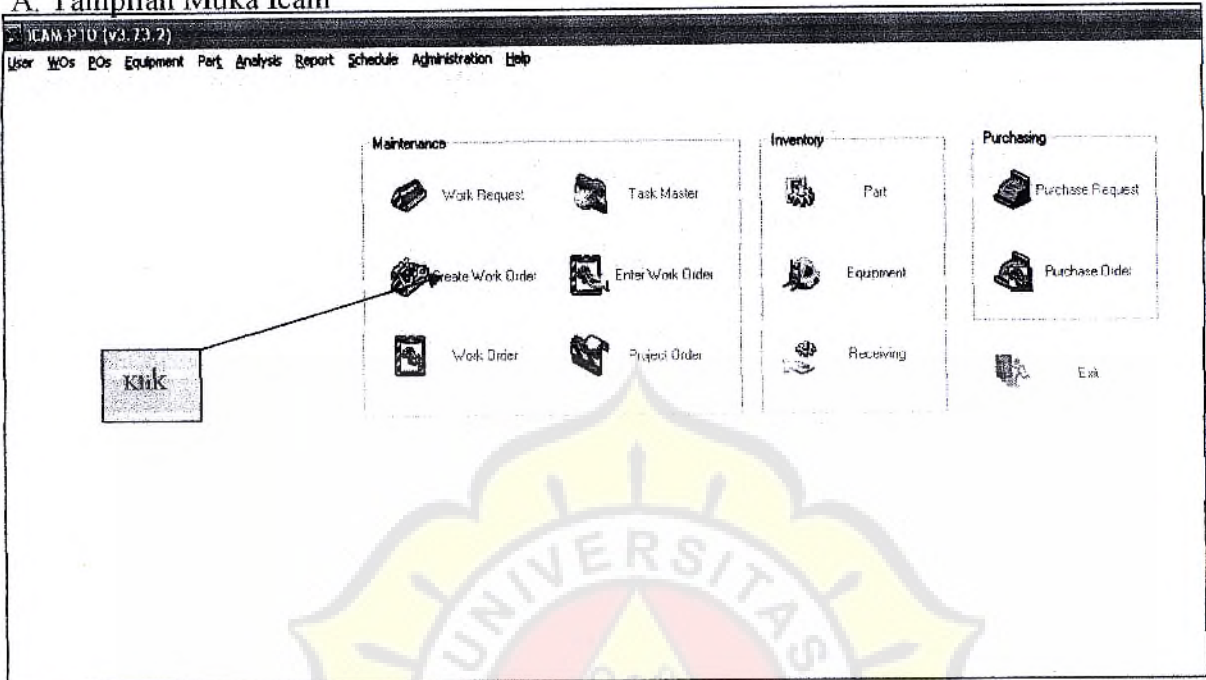 A. Tampilan Muka Icam
ICAM P10 (v3.73.2)
User WOs POs Equipment Part Analysis Report Schedule Administration Help
Maintenance
Inventory
Purchasing
Work Request
Task Master
Part
Purchase Request
Create Work Order
Enter Work Order
Equipment
Purchase Order
Work Order
Project Order
Receiving
Exit
Klik
UNIVERSITAS